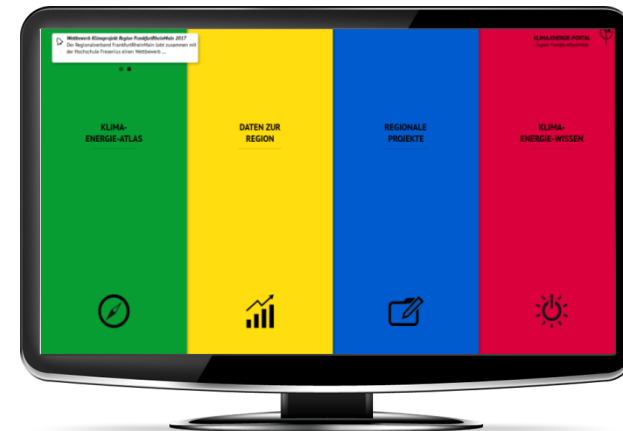 Wettbewerb Klimaprojekt Region FrankfurtRheinMain 2017
Der Regionalverband FrankfurtRheinMain lobt zusammen mit
der Hochschule Fresenius einen Wettbewerb ...
KLIMA-ENERGIE-PORTAL
Region FrankfurtRheinMain
KLIMA-
ENERGIE-ATLAS
DATEN ZUR
REGION
REGIONALE
PROJEKTE
KLIMA-
ENERGIE-WISSEN